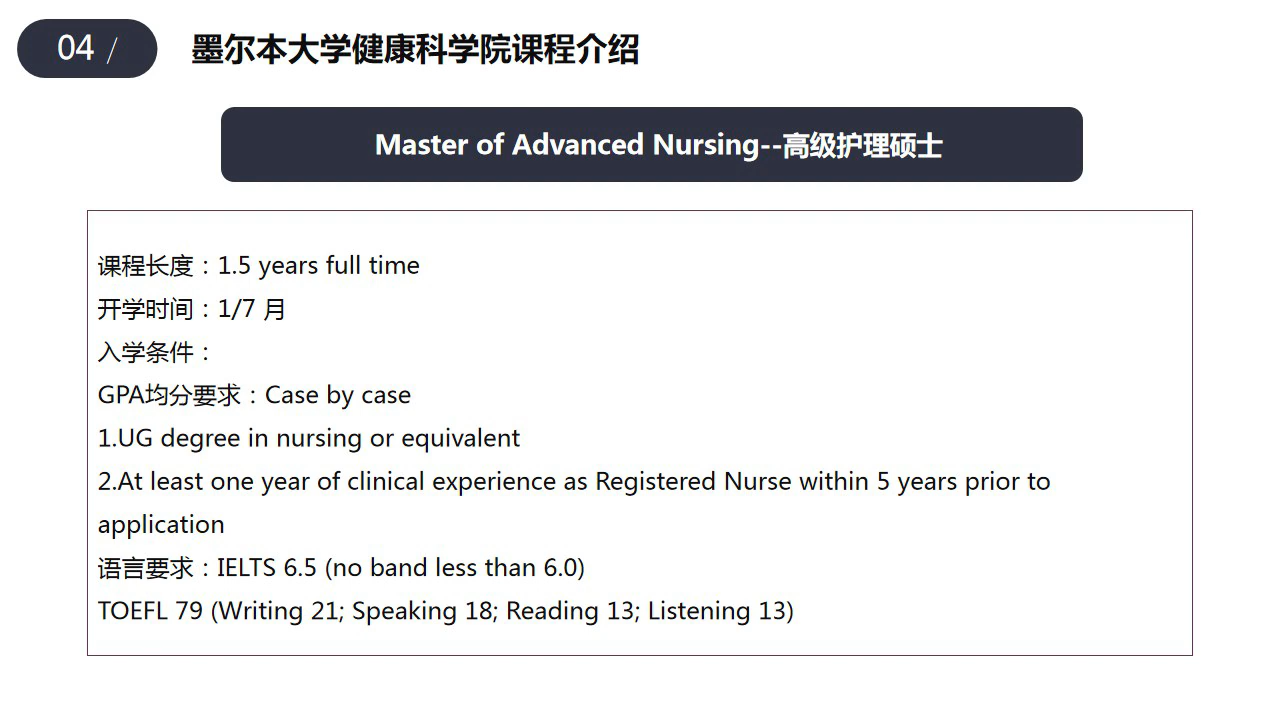 04 /
墨尔本大学健康科学院课程介绍
Master of Advanced Nursing--高级护理硕士
课程长度：1.5 years full time
开学时间：1/7 月
入学条件：
GPA均分要求：Case by case
1.UG degree in nursing or equivalent
2.At least one year of clinical experience as Registered Nurse within 5 years prior to
application
语言要求：IELTS 6.5 (no band less than 6.0)
TOEFL 79 (Writing 21; Speaking 18; Reading 13; Listening 13)